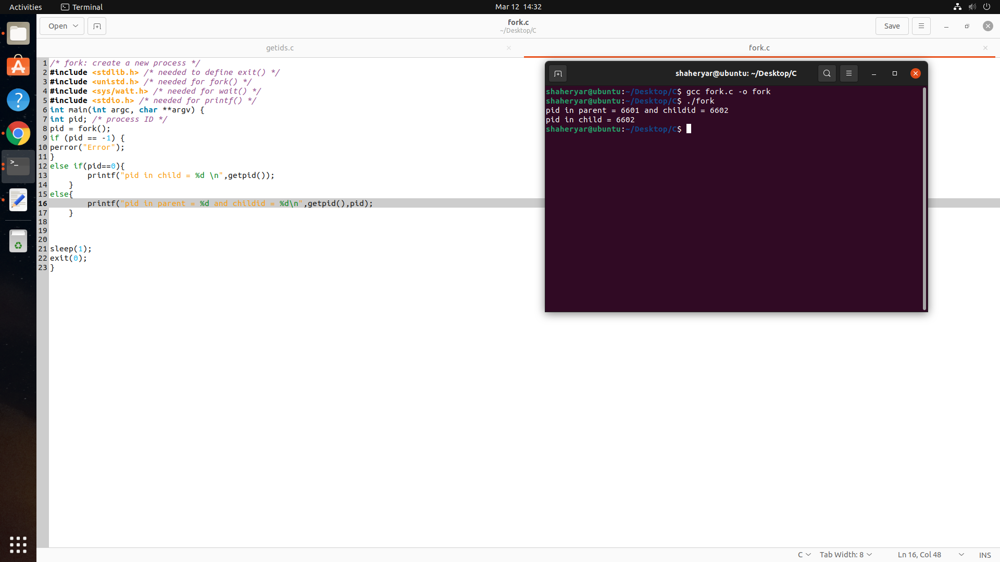 Activities
Terminal
Mar 12 14:32
Open
fork.c
~/Desktop/C
Save
getids.c
fork.c
1 /* fork: create a new process */
2 #include <stdlib.h> /* needed to define exit() */
3 #include <unistd.h> /* needed for fork() */
4 #include <sys/wait.h> /* needed for wait() */
5 #include <stdio.h> /* needed for printf() */
6 int main(int argc, char **argv) {
7 int pid; /* process ID */
8 pid = fork();
9 if (pid == -1) {
10 perror("Error");
11 }
12 else if(pid==0){
13         printf("pid in child = %d \n",getpid());
14     }
15 else{
16         printf("pid in parent = %d and childid = %d\n",getpid(),pid);
17     }
18
19
20
21 sleep(1);
22 exit(0);
23 }
shaheryar@ubuntu: ~/Desktop/C
shaheryar@ubuntu:~/Desktop/C$ gcc fork.c -o fork
shaheryar@ubuntu:~/Desktop/C$ ./fork
pid in parent = 6601 and childid = 6602
pid in child = 6602
shaheryar@ubuntu:~/Desktop/C$
C
Tab Width: 8
Ln 16, Col 48
INS